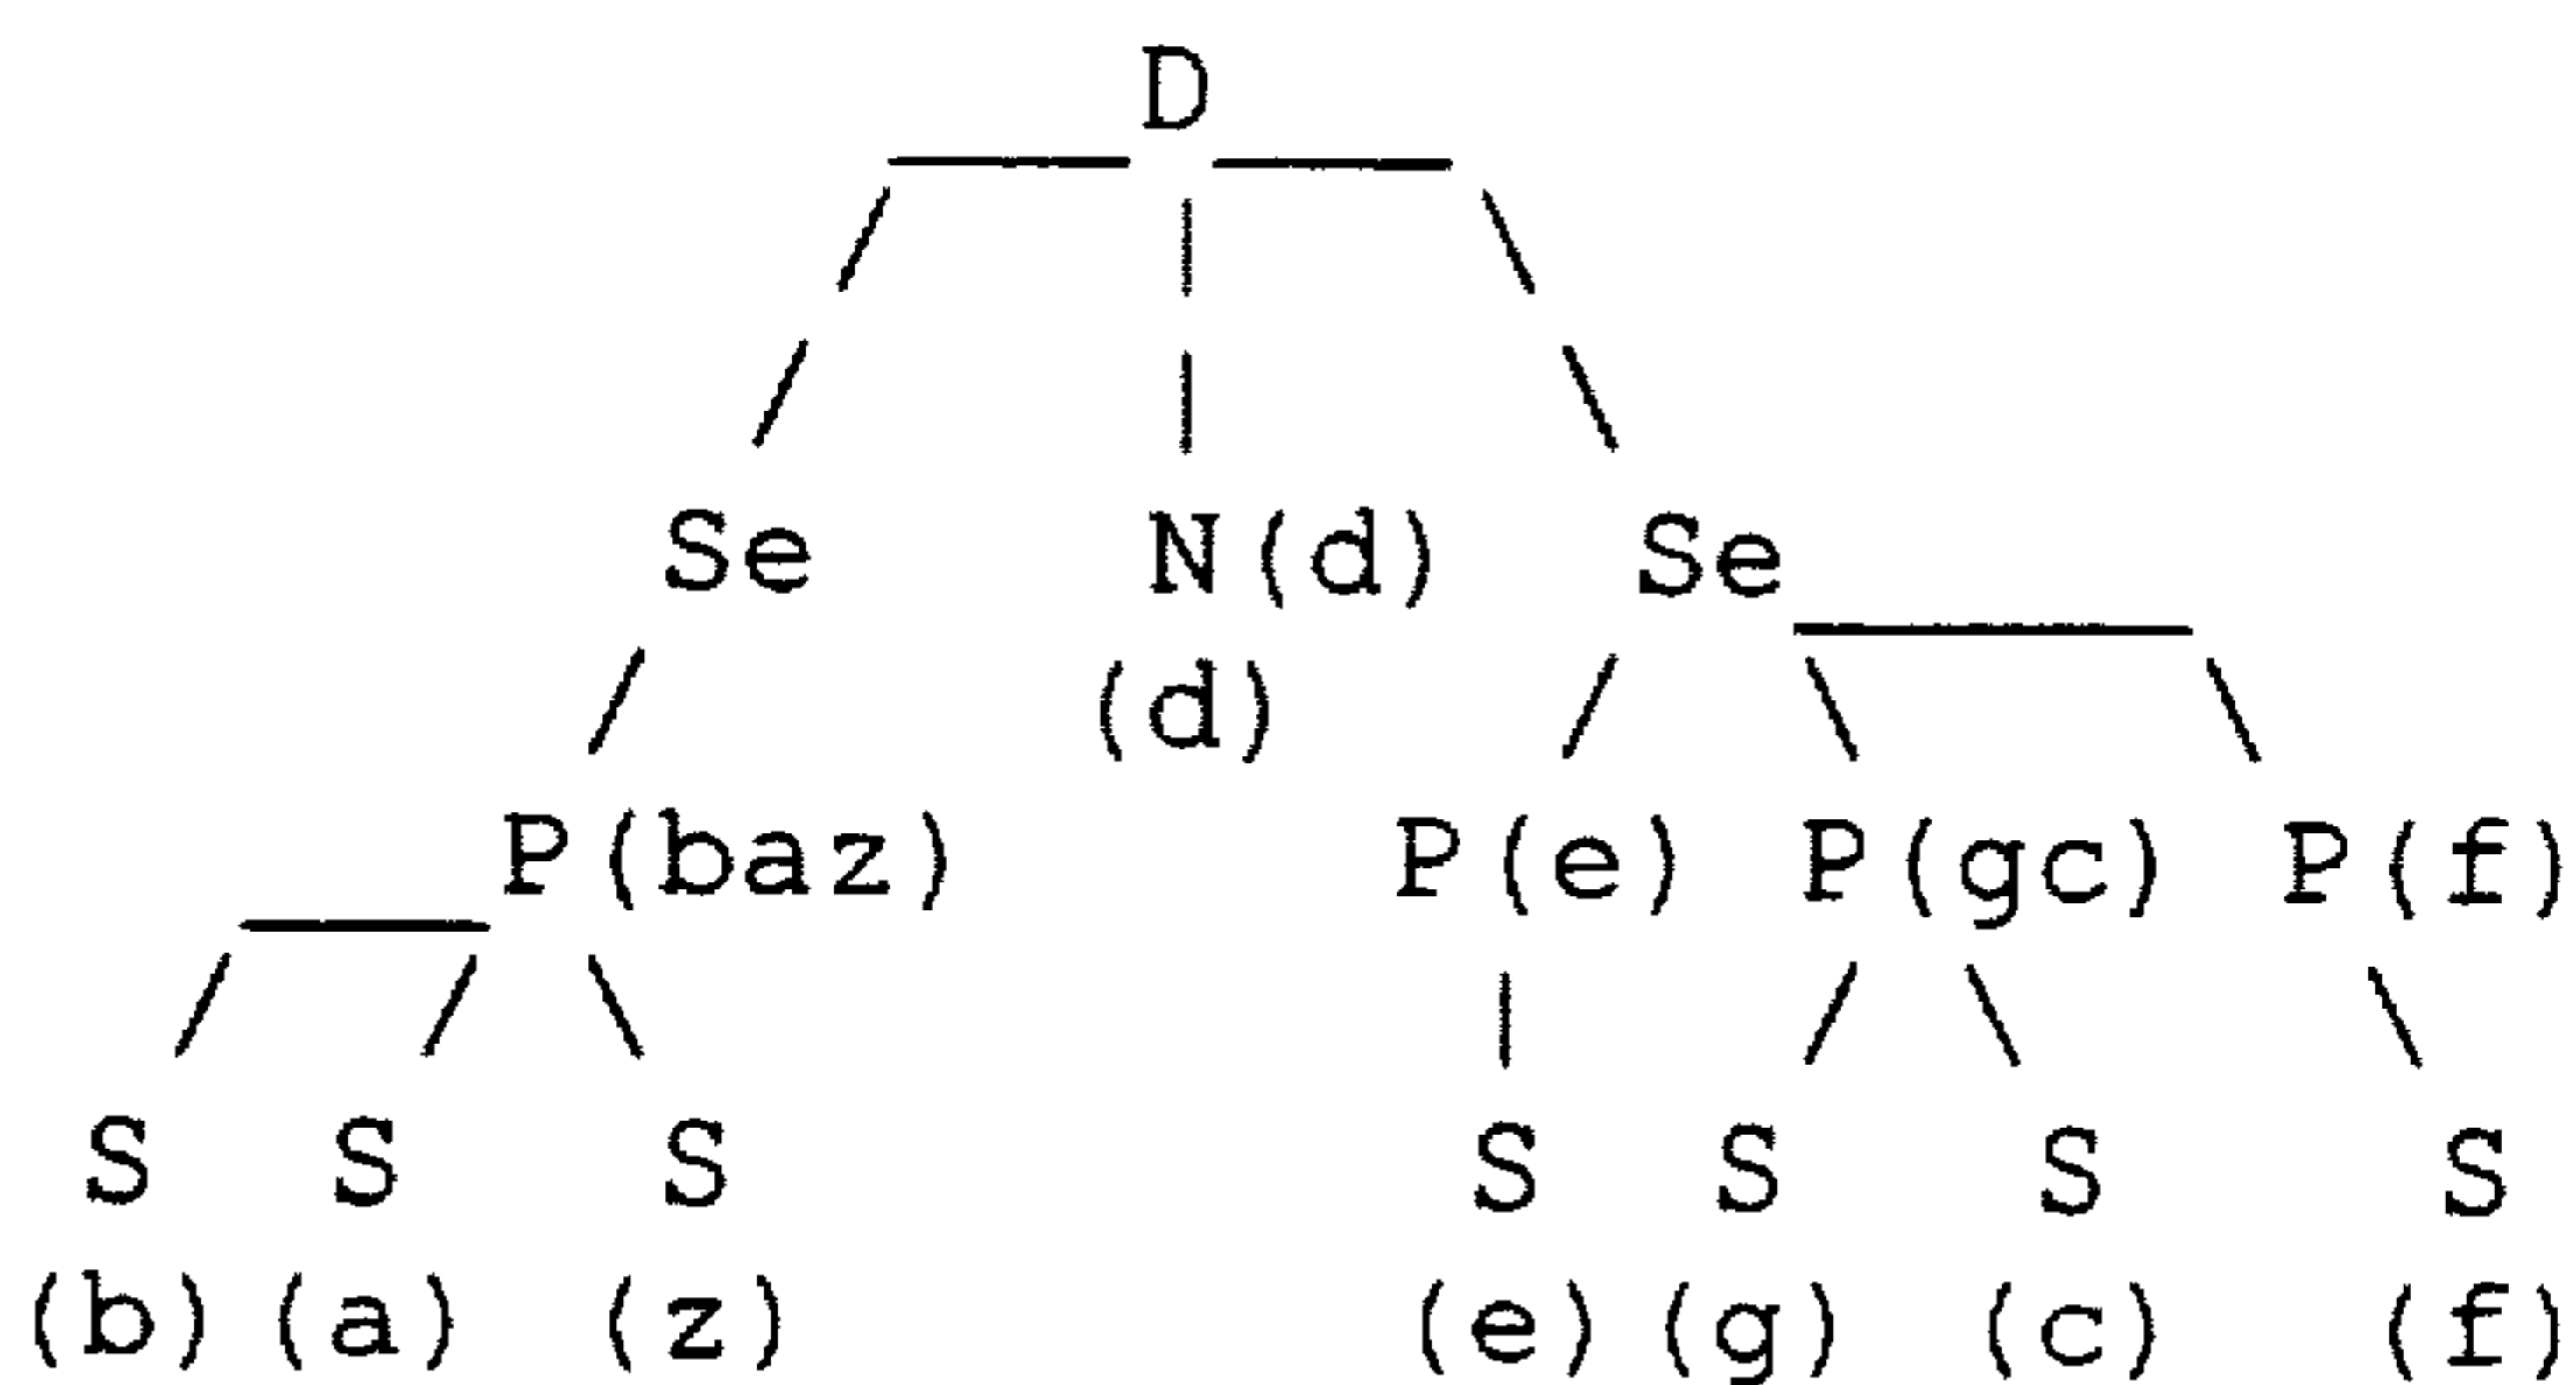 D
Se N(d) Se
(d)
P(baz) P(e) P(gc) P(f)
S S S S S S S
(b) (a) (z) (e) (g) (c) (f)